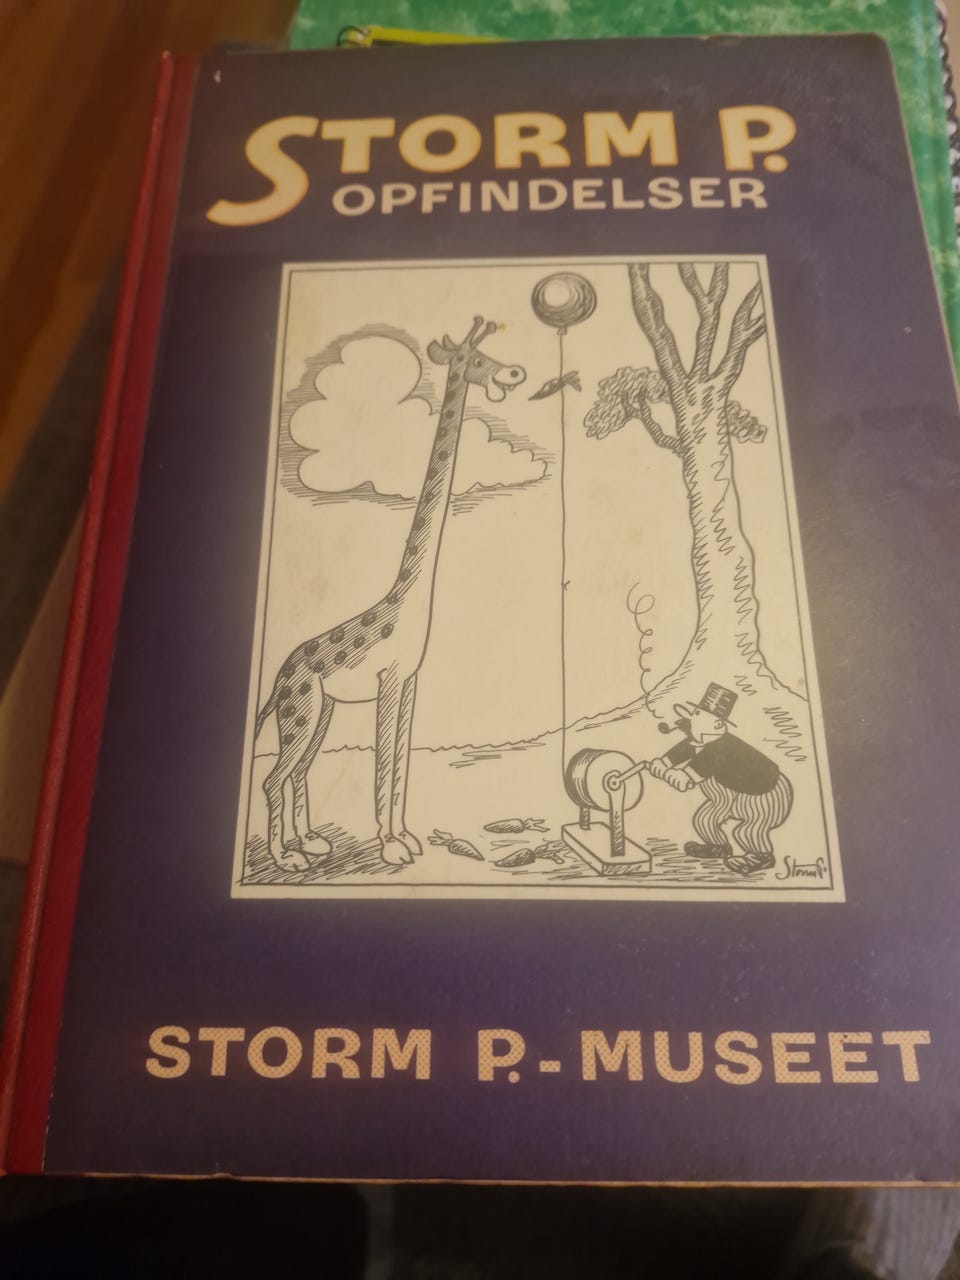 STORM P.
OPFINDELSER
Storm P.
STORM P.-MUSEET